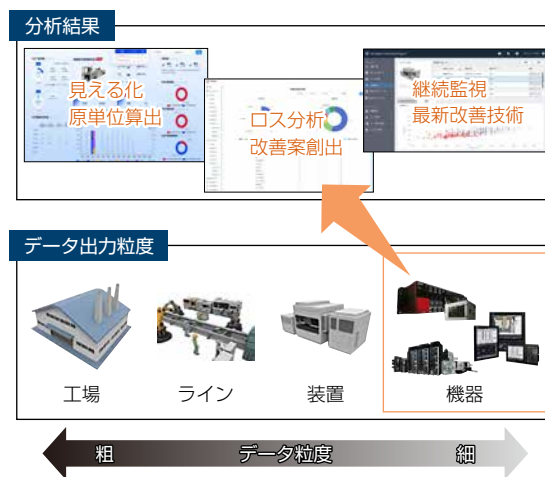 分析結果
見える化
原単位算出
ロス分析
改善案創出
継続監視
最新改善技術
データ出力粒度
工場
ライン
装置
機器
粗
データ粒度
細